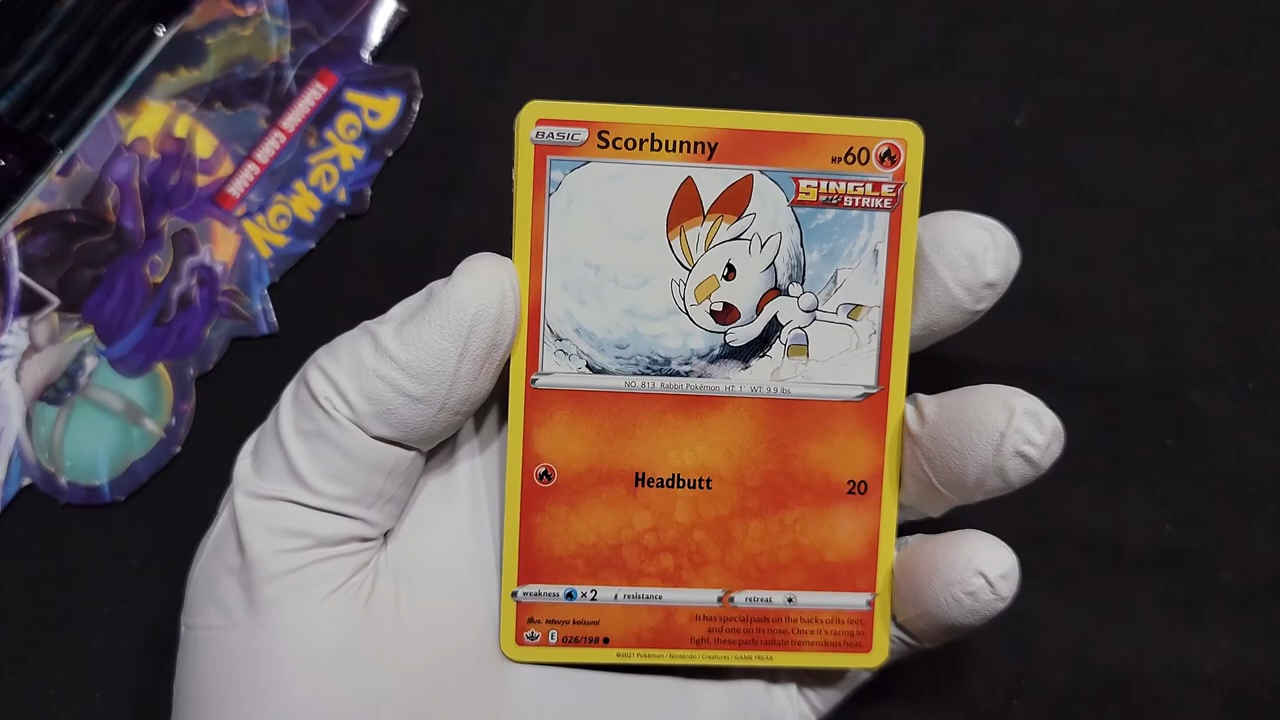 POKÉMON
TRADING CARD GAME
BASIC Scorbunny HP60
SINGLE
STRIKE
NO. 813 Rabbit Pokémon HT: 1' WT: 9.9 lbs
Headbutt 20
weakness ×2 resistance retreat
Illus. tetsuya koizumi
It has special pads on the backs of its feet,
and one on its nose. Once it's raring to
fight, these pads radiate tremendous heat.
E 026/198
©2021 Pokémon / Nintendo / Creatures / GAME FREAK